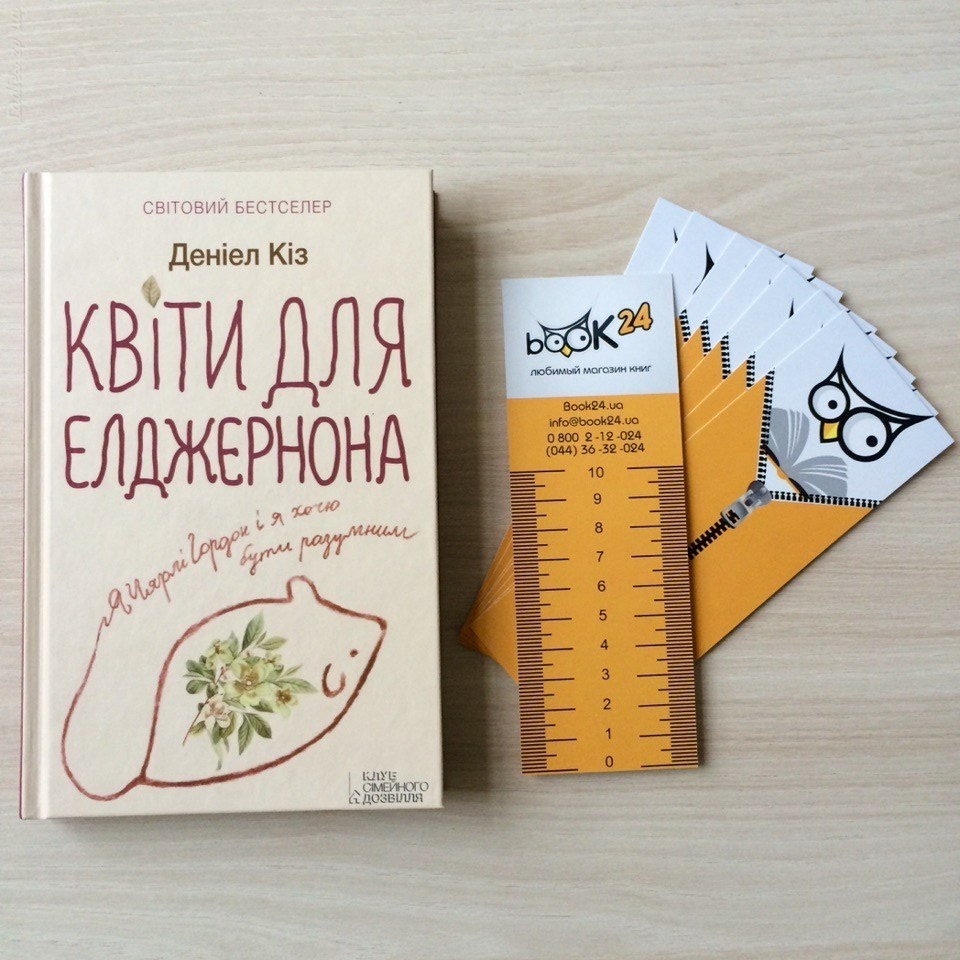 СВІТОВИЙ БЕСТСЕЛЕР
Деніел Кіз
КВІТИ ДЛЯ
ЕЛДЖЕРНОНА
Я Чарлі Гордон і я хочю
бути разумним
КЛУБ
СІМЕЙНОГО
ДОЗВІЛЛЯ
bOOK24
любимый магазин книг
Book24.ua
info@book24.ua
0 800 2-12-024
(044) 36-32-024
10
9
8
7
6
5
4
3
2
1
0